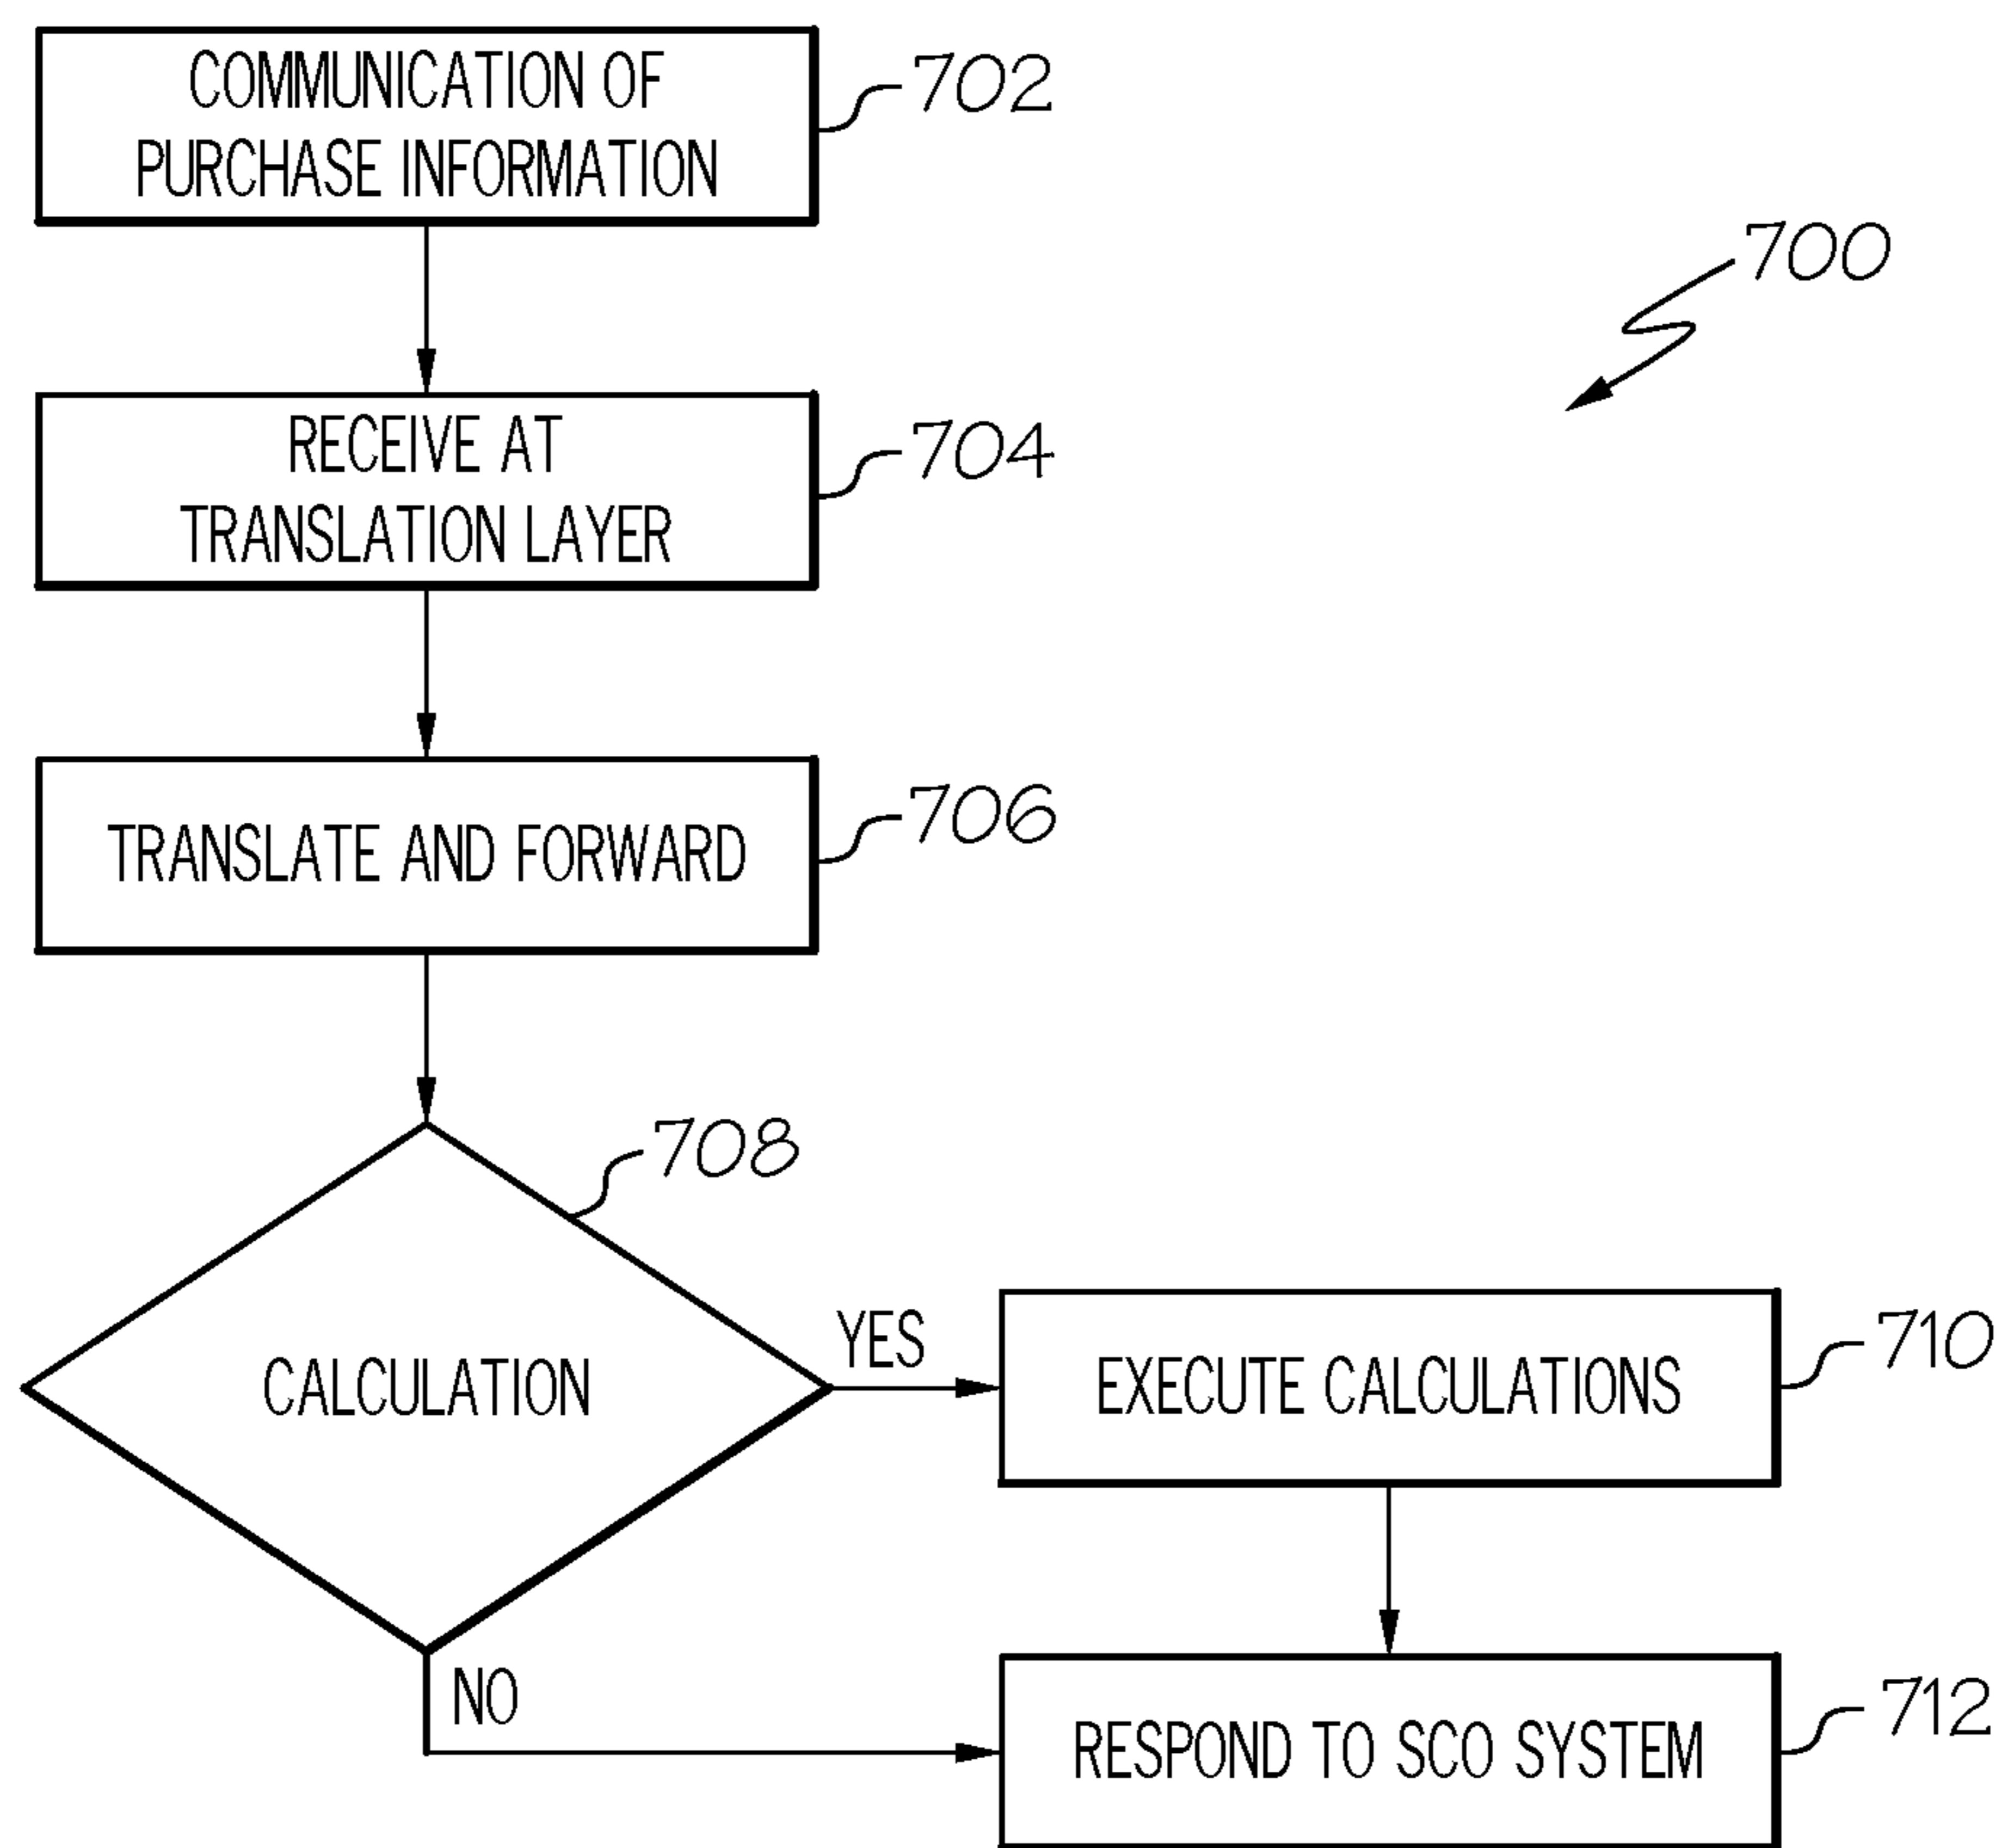 COMMUNICATION OF
PURCHASE INFORMATION
702
700
RECEIVE AT
TRANSLATION LAYER
704
TRANSLATE AND FORWARD
706
708
CALCULATION
YES
EXECUTE CALCULATIONS
710
NO
RESPOND TO SCO SYSTEM
712